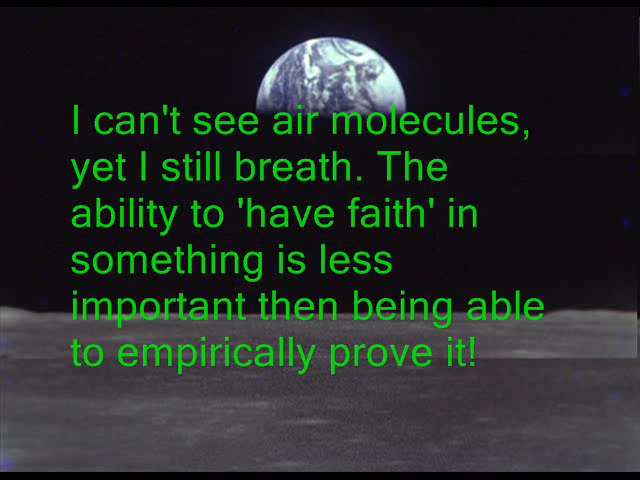 I can't see air molecules,
yet I still breath. The
ability to 'have faith' in
something is less
important then being able
to empirically prove it!